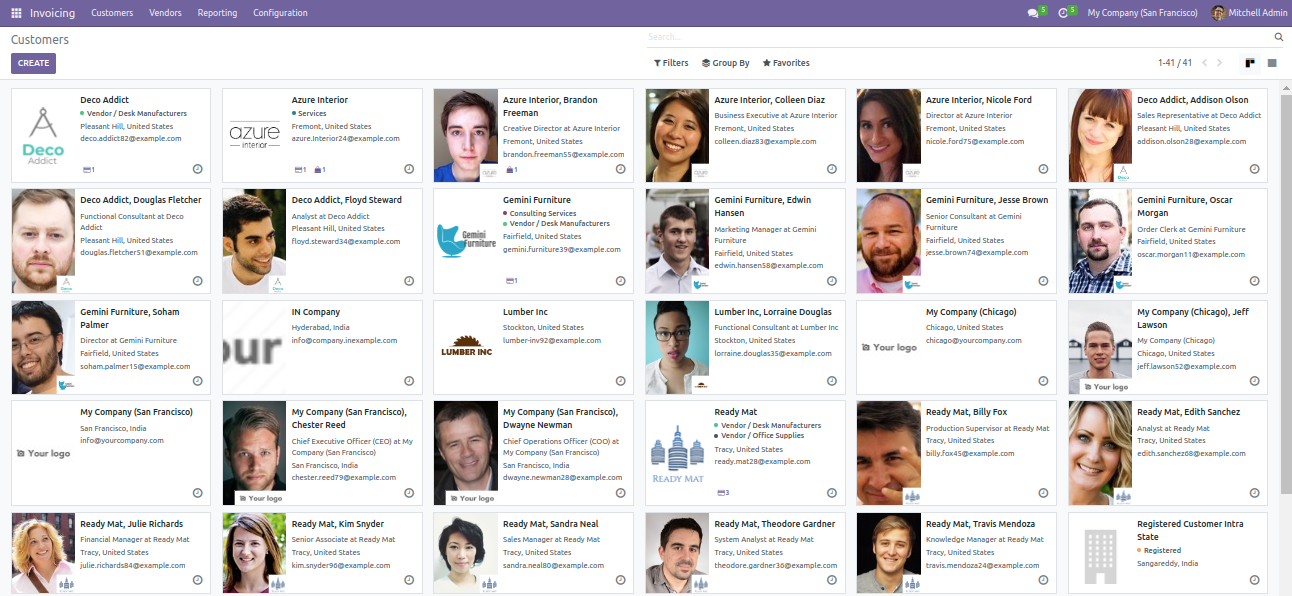 Invoicing Customers Vendors Reporting Configuration 5 5 My Company (San Francisco) Mitchell Admin
Customers
Search...
CREATE
Filters Group By Favorites 1-41 / 41
Deco Addict
Deco Addict
Vendor / Desk Manufacturers
Pleasant Hill, United States
deco.addict82@example.com
1
azure interior
Azure Interior
Services
Fremont, United States
azure.Interior24@example.com
1 1
Azure Interior, Brandon
Freeman
Creative Director at Azure Interior
Fremont, United States
brandon.freeman55@example.com
1
Azure Interior, Colleen Diaz
Business Executive at Azure Interior
Fremont, United States
colleen.diaz83@example.com
Azure Interior, Nicole Ford
Director at Azure Interior
Fremont, United States
nicole.ford75@example.com
Deco Addict, Addison Olson
Sales Representative at Deco Addict
Pleasant Hill, United States
addison.olson28@example.com
Deco Addict, Douglas Fletcher
Functional Consultant at Deco
Addict
Pleasant Hill, United States
douglas.fletcher51@example.com
Deco Addict, Floyd Steward
Analyst at Deco Addict
Pleasant Hill, United States
floyd.steward34@example.com
Gemini Furniture
Gemini Furniture
Consulting Services
Vendor / Desk Manufacturers
Fairfield, United States
gemini.furniture39@example.com
1
Gemini Furniture, Edwin
Hansen
Marketing Manager at Gemini
Furniture
Fairfield, United States
edwin.hansen58@example.com
Gemini Furniture, Jesse Brown
Senior Consultant at Gemini
Furniture
Fairfield, United States
jesse.brown74@example.com
Gemini Furniture, Oscar
Morgan
Order Clerk at Gemini Furniture
Fairfield, United States
oscar.morgan11@example.com
Gemini Furniture, Soham
Palmer
Director at Gemini Furniture
Fairfield, United States
soham.palmer15@example.com
our
IN Company
Hyderabad, India
info@company.inexample.com
LUMBER INC
Lumber Inc
Stockton, United States
lumber-inv92@example.com
Lumber Inc, Lorraine Douglas
Functional Consultant at Lumber Inc
Stockton, United States
lorraine.douglas35@example.com
Your logo
My Company (Chicago)
Chicago, United States
chicago@yourcompany.com
Your logo
My Company (Chicago), Jeff
Lawson
My Company (Chicago)
Chicago, United States
jeff.lawson52@example.com
Your logo
My Company (San Francisco)
San Francisco, India
info@yourcompany.com
Your logo
My Company (San Francisco),
Chester Reed
Chief Executive Officer (CEO) at My
Company (San Francisco)
San Francisco, India
chester.reed79@example.com
Your logo
My Company (San Francisco),
Dwayne Newman
Chief Operations Officer (COO) at
My Company (San Francisco)
San Francisco, India
dwayne.newman28@example.com
READY MAT
Ready Mat
Vendor / Desk Manufacturers
Vendor / Office Supplies
Tracy, United States
ready.mat28@example.com
3
Ready Mat, Billy Fox
Production Supervisor at Ready Mat
Tracy, United States
billy.fox45@example.com
Ready Mat, Edith Sanchez
Analyst at Ready Mat
Tracy, United States
edith.sanchez68@example.com
Ready Mat, Julie Richards
Financial Manager at Ready Mat
Tracy, United States
julie.richards84@example.com
Ready Mat, Kim Snyder
Senior Associate at Ready Mat
Tracy, United States
kim.snyder96@example.com
Ready Mat, Sandra Neal
Sales Manager at Ready Mat
Tracy, United States
sandra.neal80@example.com
Ready Mat, Theodore Gardner
System Analyst at Ready Mat
Tracy, United States
theodore.gardner36@example.com
Ready Mat, Travis Mendoza
Knowledge Manager at Ready Mat
Tracy, United States
travis.mendoza24@example.com
Registered Customer Intra
State
Registered
Sangareddy, India